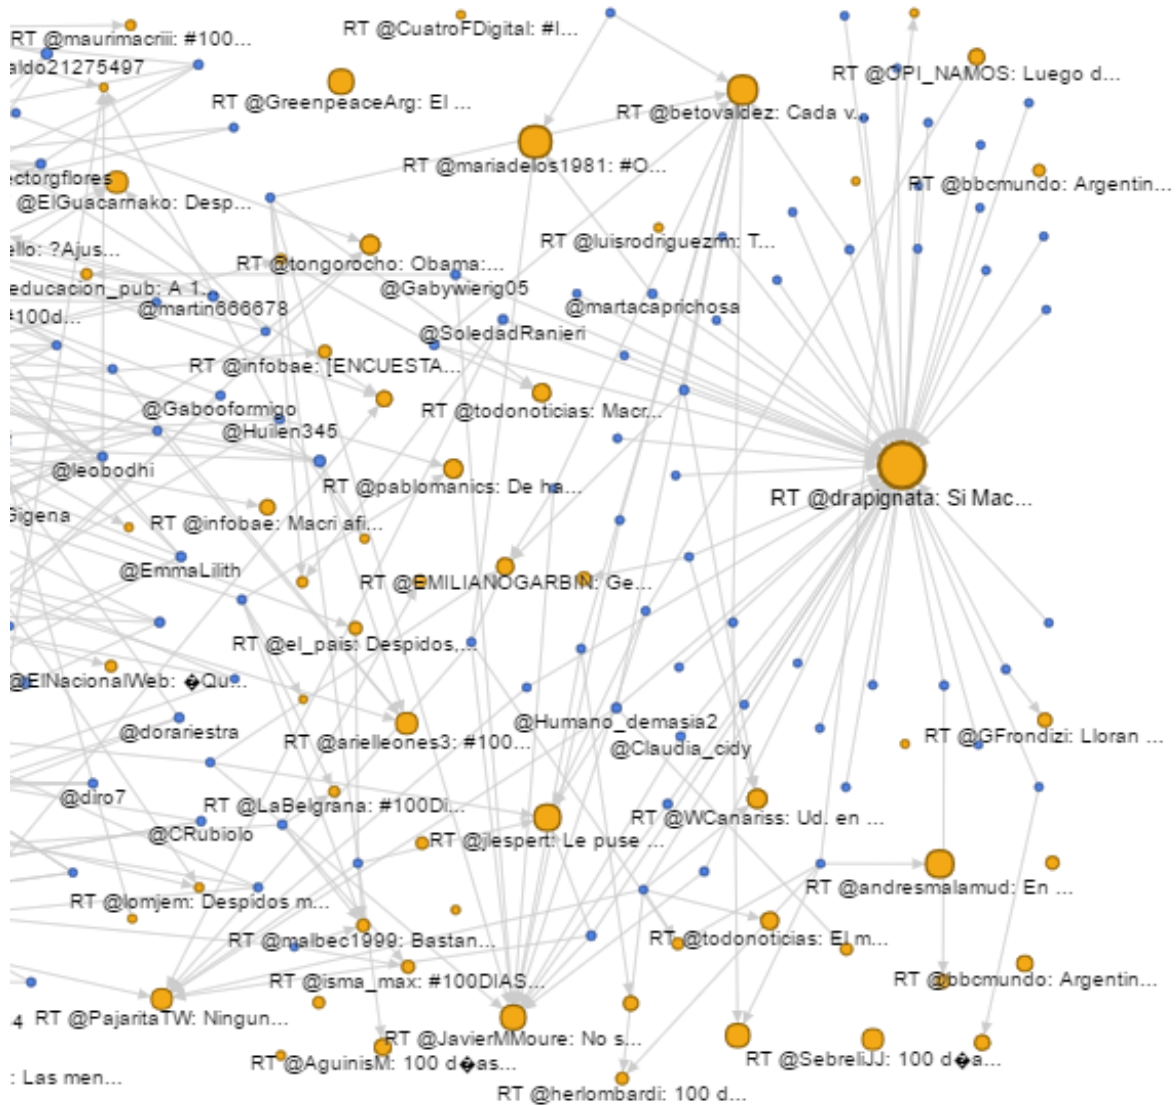 RT @CuatroFDigital: #I...
RT @maurimacriii: #100...
aldo21275497
RT @OPI_NAMOS: Luego d...
RT @GreenpeaceArg: El ...
RT @betovaldez: Cada v...
RT @mariadelos1981: #O...
ectorgflores
RT @bbcmundo: Argentin...
@ElGuacarnako: Desp...
RT @luisrodriguezrm: T...
ello: ?Ajus...
RT @tongorocho: Obama:...
educacion_pub: A 1...
@Gabywierig05
@martin666678
@martacaprichosa
#100d...
@SoledadRanieri
RT @infobae: [ENCUESTA...
@Gabooformigo
RT @todonoticias: Macr...
@Huilen345
@leobodhi
RT @pablomanics: De ha...
RT @drapignata: Si Mac...
Gigena
RT @infobae: Macri afi...
@EmmaLilith
RT @EMILIANOGARBIN: Ge...
RT @el_pais: Despidos,...
@ElNacionalWeb: �Qu...
@Humano_demasia2
@dorariestra
RT @arielleones3: #100...
@Claudia_cidy
RT @GFrondizi: Lloran ...
@diro7
RT @LaBelgrana: #100Di...
RT @WCanariss: Ud. en ...
@CRubiolo
RT @jlespert: Le puse ...
RT @andresmalamud: En ...
RT @lomjem: Despidos m...
RT @malbec1999: Bastan...
RT @todonoticias: El m...
RT @isma_max: #100DIAS...
RT @bbcmundo: Argentin...
4
RT @PajaritaTW: Ningun...
RT @JavierMMoure: No s...
RT @AguinisM: 100 d�as...
RT @SebreliJJ: 100 d�a...
: Las men...
RT @herlombardi: 100 d...